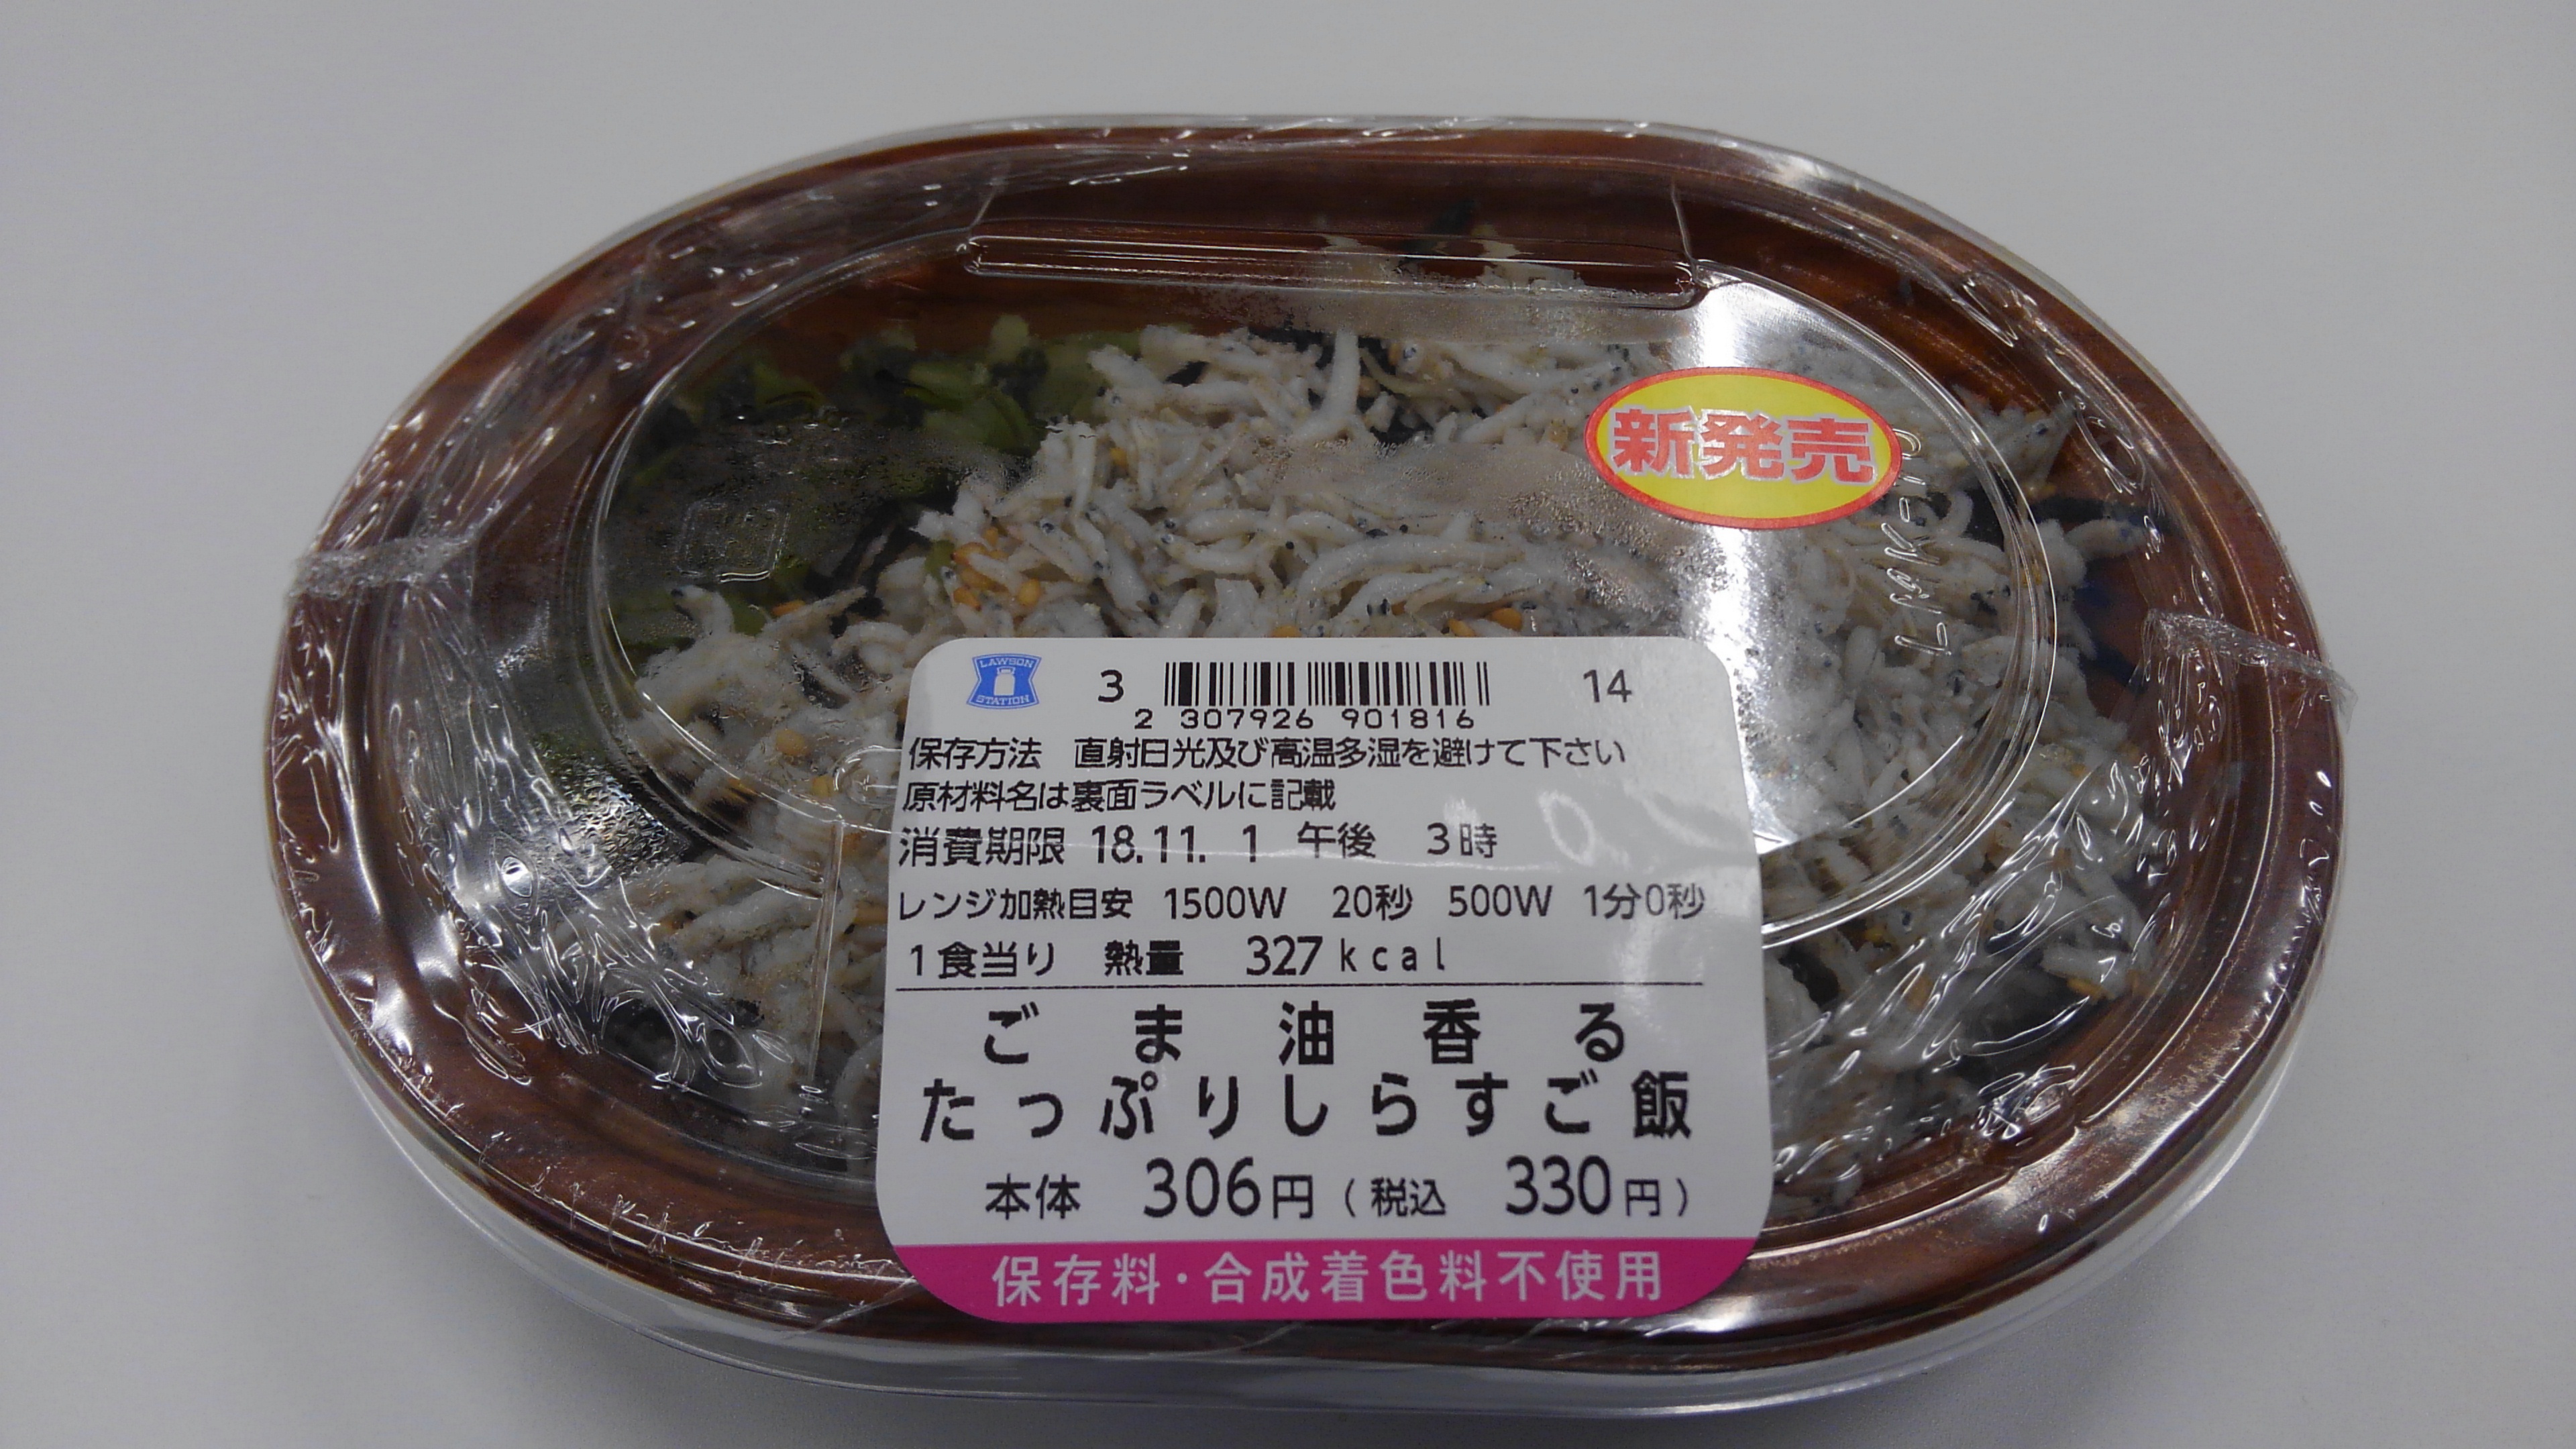 新発売
LAWSON
STATION
3 14
2 307926 901816
保存方法 直射日光及び高温多湿を避けて下さい
原材料名は裏面ラベルに記載
消費期限 18.11. 1 午後 3時
レンジ加熱目安 1500W 20秒 500W 1分0秒
1食当り 熱量 327kcal
ごま油香る
たっぷりしらすご飯
本体 306円(税込 330円)
保存料・合成着色料不使用